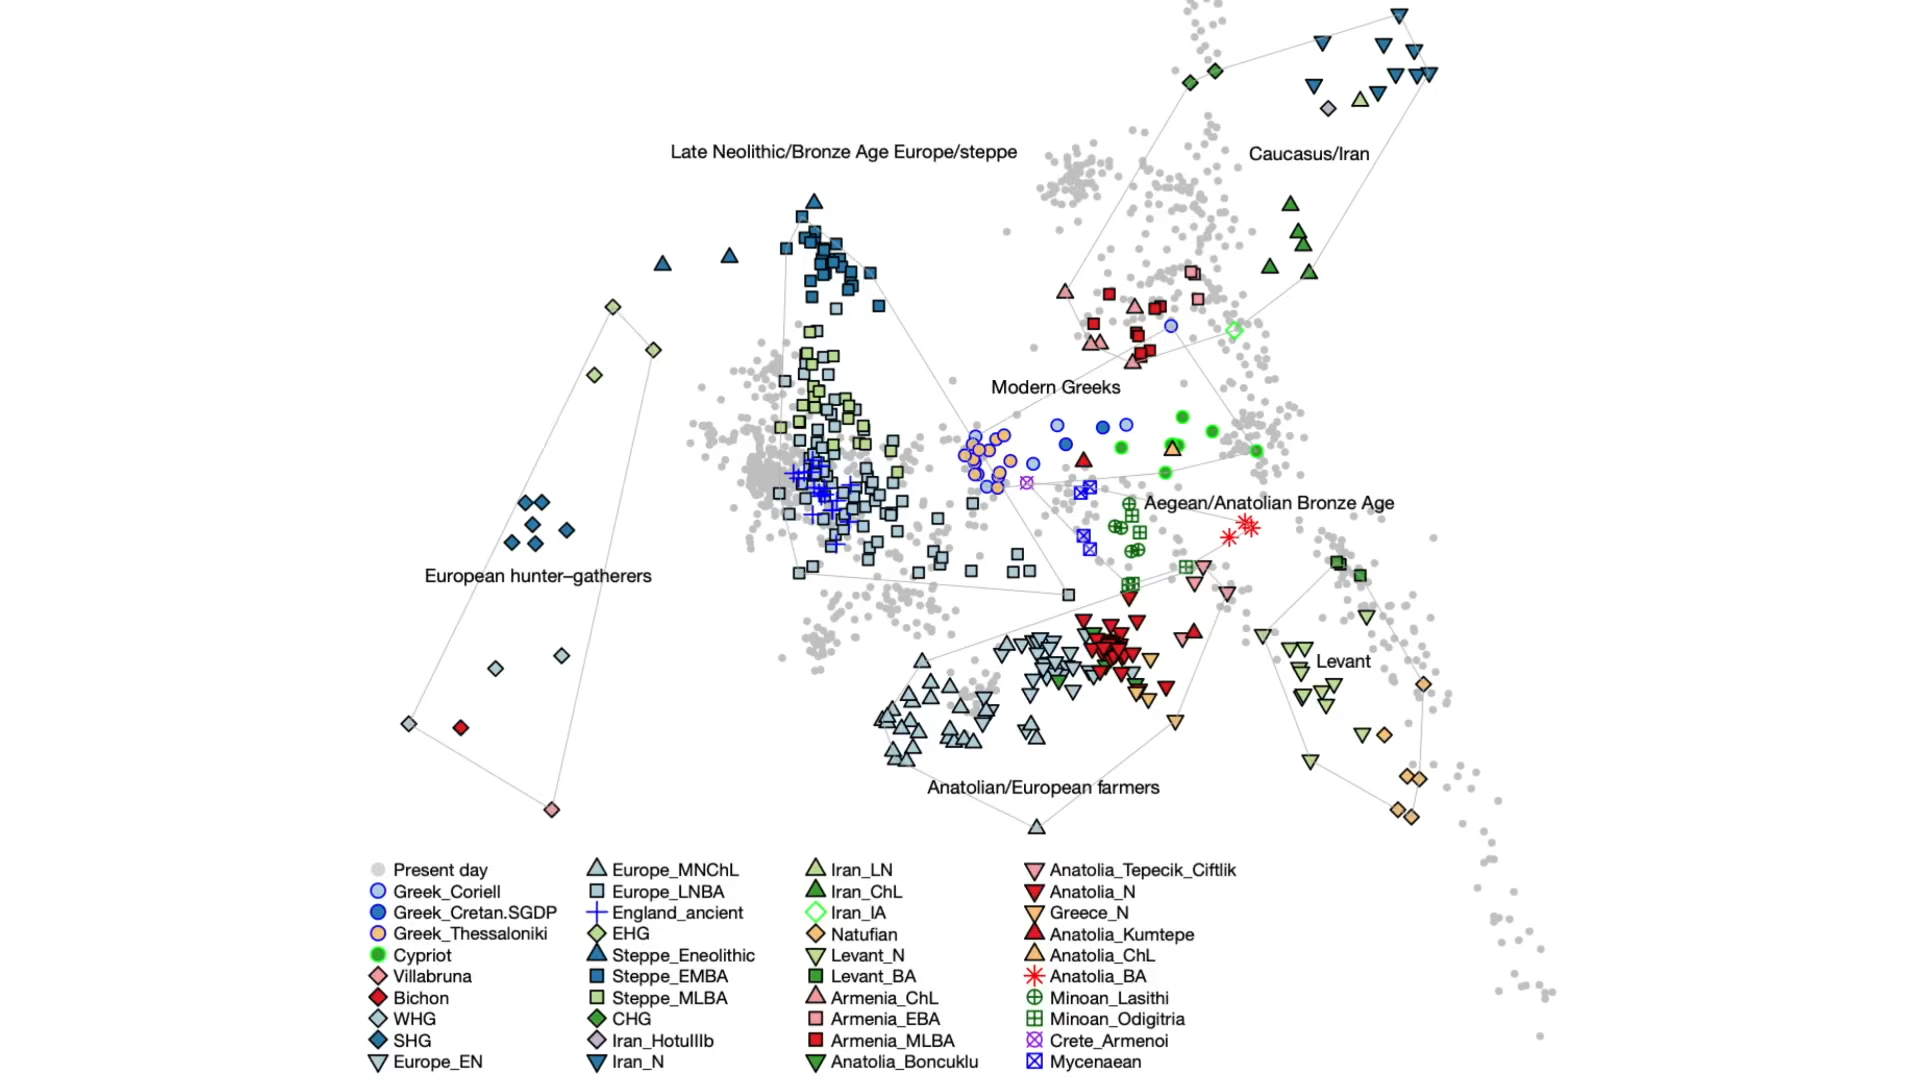 Late Neolithic/Bronze Age Europe/steppe
Caucasus/Iran
Modern Greeks
Aegean/Anatolian Bronze Age
European hunter–gatherers
Levant
Anatolian/European farmers
Present day
Greek_Coriell
Greek_Cretan.SGDP
Greek_Thessaloniki
Cypriot
Villabruna
Bichon
WHG
SHG
Europe_EN
Europe_MNChL
Europe_LNBA
England_ancient
EHG
Steppe_Eneolithic
Steppe_EMBA
Steppe_MLBA
CHG
Iran_HotuIIIb
Iran_N
Iran_LN
Iran_ChL
Iran_IA
Natufian
Levant_N
Levant_BA
Armenia_ChL
Armenia_EBA
Armenia_MLBA
Anatolia_Boncuklu
Anatolia_Tepecik_Ciftlik
Anatolia_N
Greece_N
Anatolia_Kumtepe
Anatolia_ChL
Anatolia_BA
Minoan_Lasithi
Minoan_Odigitria
Crete_Armenoi
Mycenaean